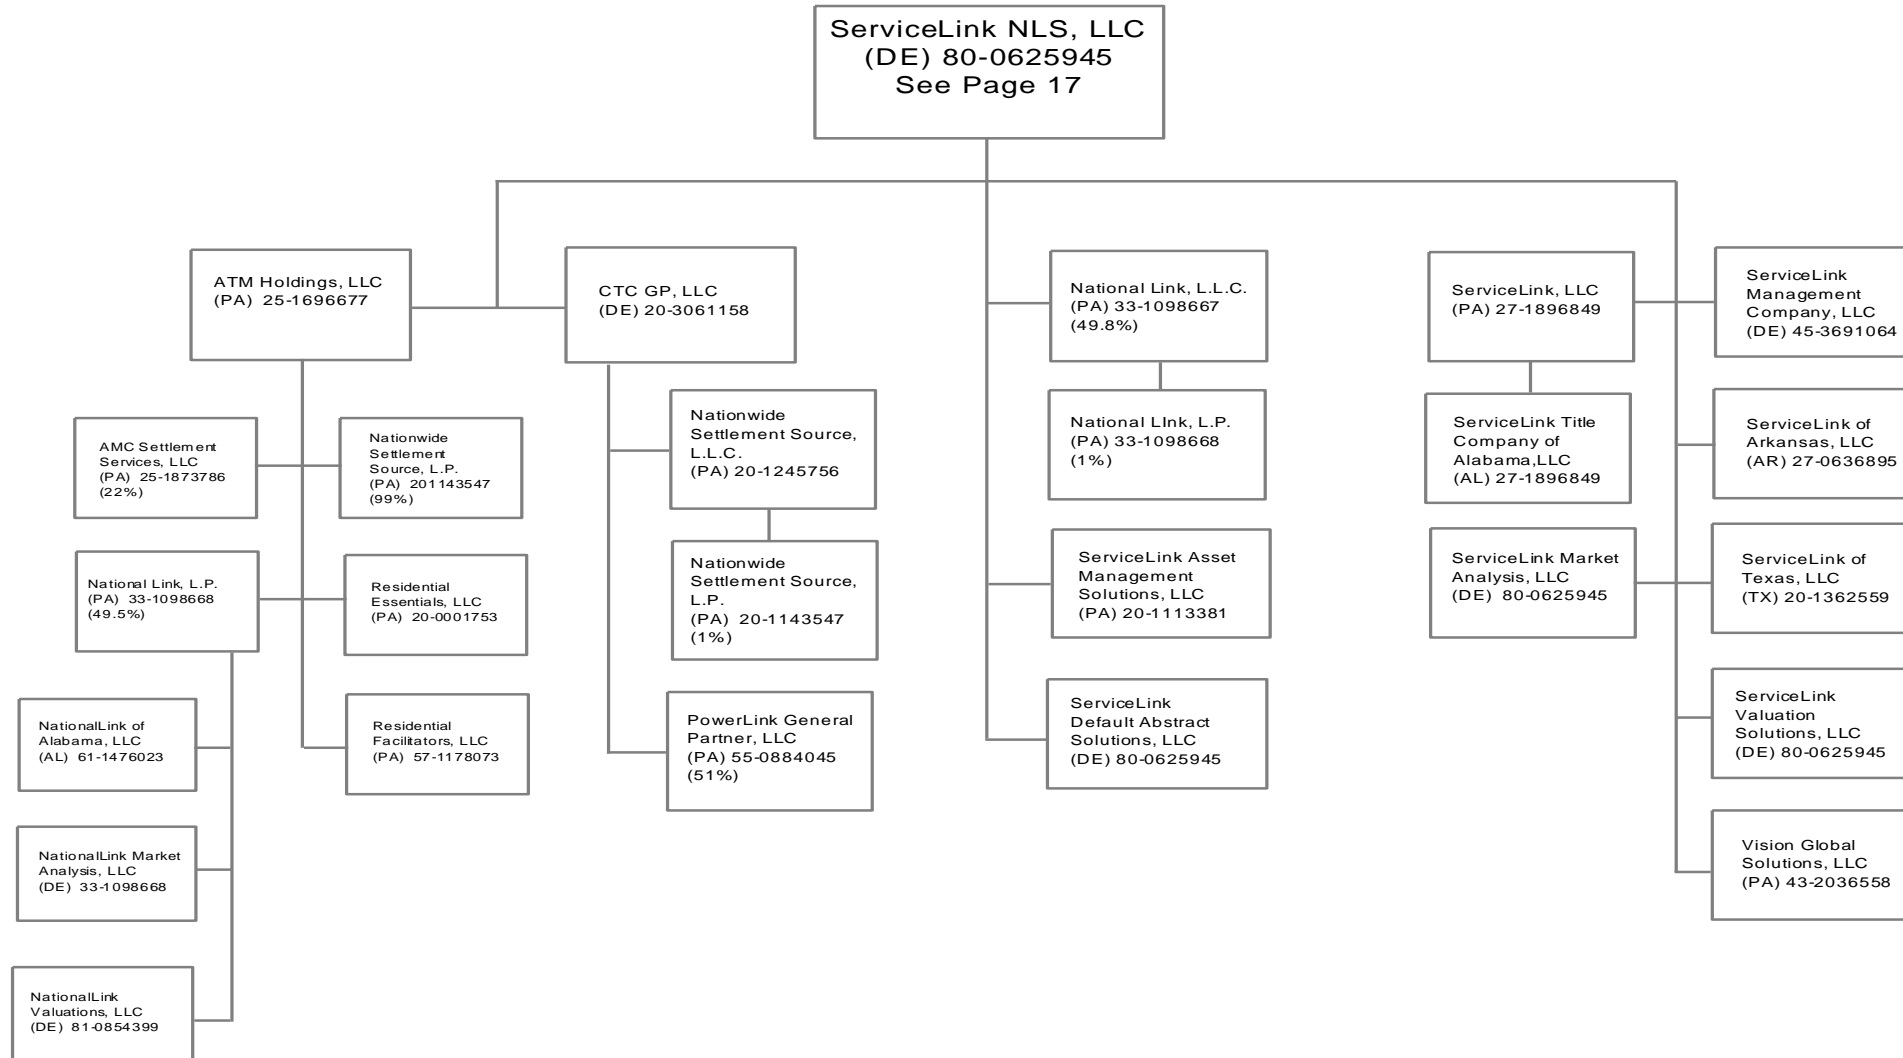 ServiceLink NLS, LLC
(DE) 80-0625945
See Page 17
ATM Holdings, LLC
(PA) 25-1696677
CTC GP, LLC
(DE) 20-3061158
National Link, L.L.C.
(PA) 33-1098667
(49.8%)
ServiceLink, LLC
(PA) 27-1896849
ServiceLink
Management
Company, LLC
(DE) 45-3691064
AMC Settlement
Services, LLC
(PA) 25-1873786
(22%)
Nationwide
Settlement
Source, L.P.
(PA) 201143547
(99%)
Nationwide
Settlement Source,
L.L.C.
(PA) 20-1245756
National LInk, L.P.
(PA) 33-1098668
(1%)
ServiceLink Title
Company of
Alabama,LLC
(AL) 27-1896849
ServiceLink of
Arkansas, LLC
(AR) 27-0636895
National Link, L.P.
(PA) 33-1098668
(49.5%)
Residential
Essentials, LLC
(PA) 20-0001753
Nationwide
Settlement Source,
L.P.
(PA) 20-1143547
(1%)
ServiceLink Asset
Management
Solutions, LLC
(PA) 20-1113381
ServiceLink Market
Analysis, LLC
(DE) 80-0625945
ServiceLink of
Texas, LLC
(TX) 20-1362559
NationalLink of
Alabama, LLC
(AL) 61-1476023
Residential
Facilitators, LLC
(PA) 57-1178073
PowerLink General
Partner, LLC
(PA) 55-0884045
(51%)
ServiceLink
Default Abstract
Solutions, LLC
(DE) 80-0625945
ServiceLink
Valuation
Solutions, LLC
(DE) 80-0625945
NationalLink Market
Analysis, LLC
(DE) 33-1098668
Vision Global
Solutions, LLC
(PA) 43-2036558
NationalLink
Valuations, LLC
(DE) 81-0854399